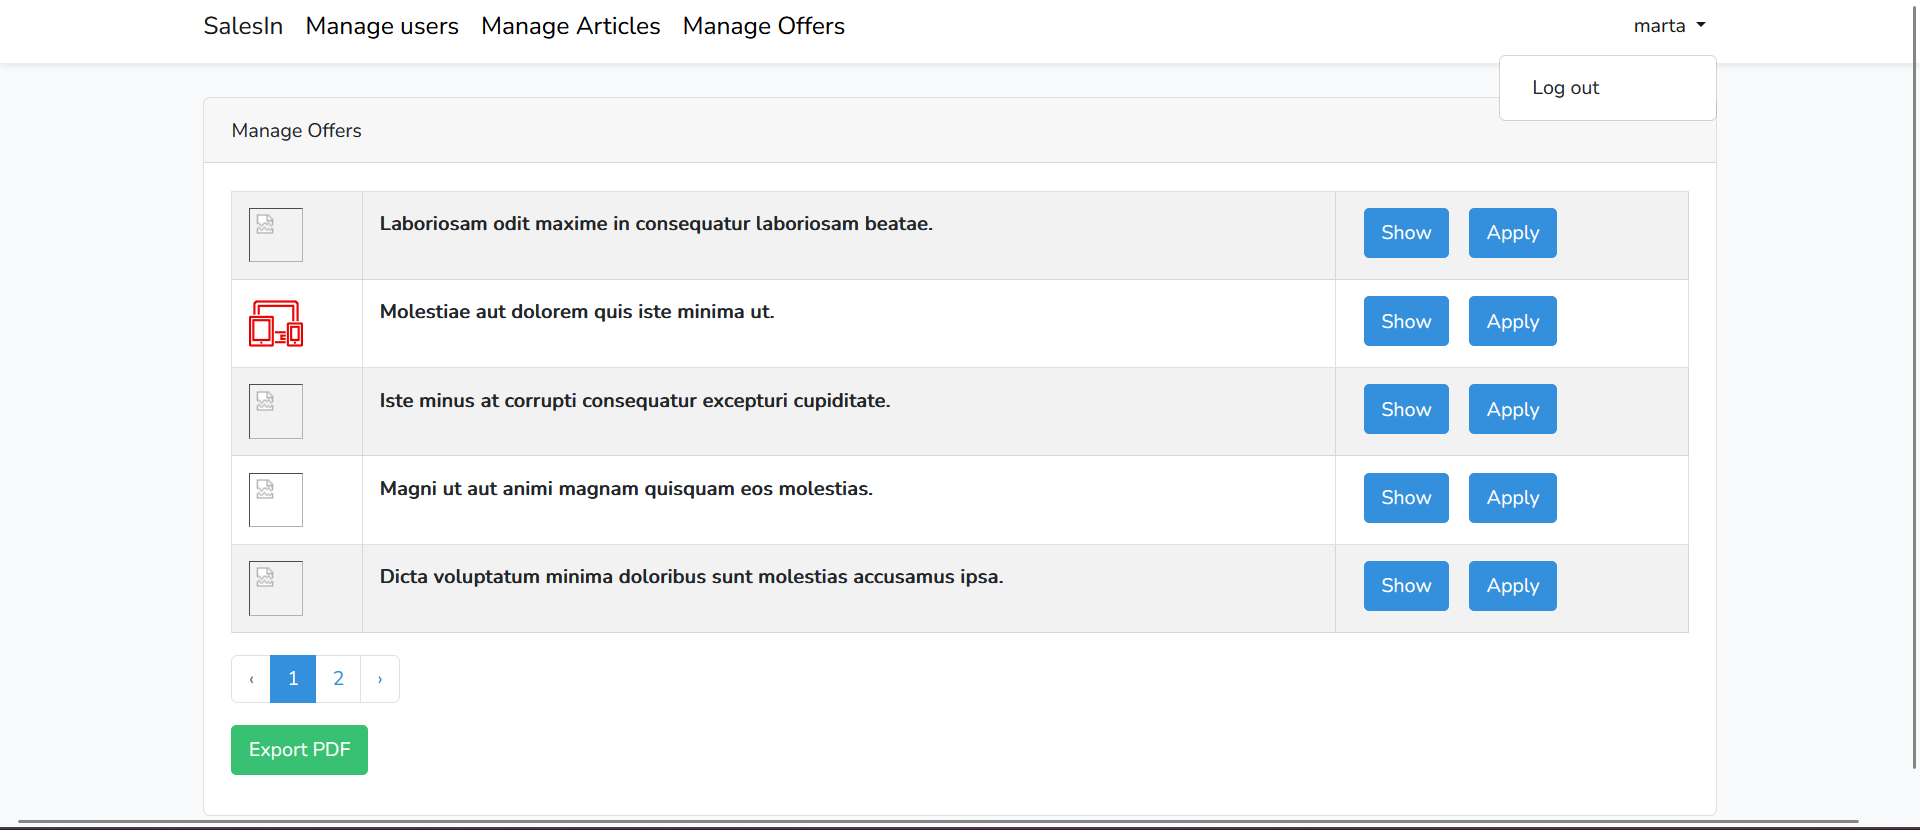 SalesIn Manage users Manage Articles Manage Offers marta
Log out
Manage Offers
Laboriosam odit maxime in consequatur laboriosam beatae. Show Apply
Molestiae aut dolorem quis iste minima ut. Show Apply
Iste minus at corrupti consequatur excepturi cupiditate. Show Apply
Magni ut aut animi magnam quisquam eos molestias. Show Apply
Dicta voluptatum minima doloribus sunt molestias accusamus ipsa. Show Apply
‹ 1 2 ›
Export PDF